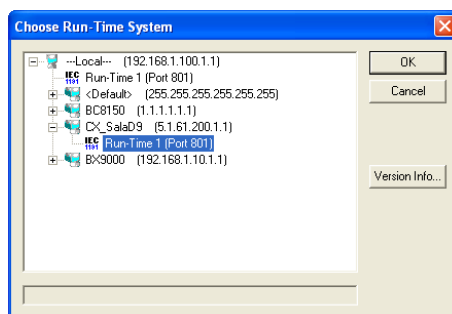 Choose Run-Time System
---Local--- (192.168.1.100.1.1)
IEC 1131 Run-Time 1 (Port 801)
<Default> (255.255.255.255.255.255)
BC8150 (1.1.1.1.1.1)
CX_SalaD9 (5.1.61.200.1.1)
IEC 1131 Run-Time 1 (Port 801)
BX9000 (192.168.1.10.1.1)
OK
Cancel
Version Info...